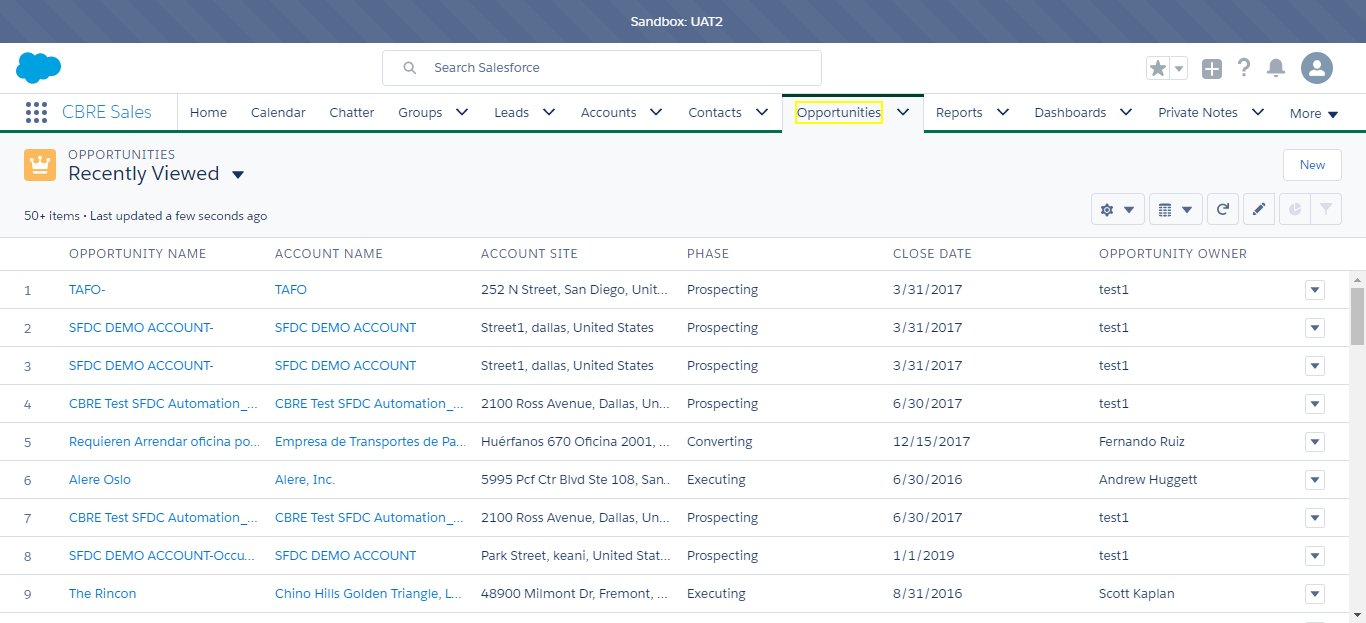 Sandbox: UAT2
Search Salesforce
CBRE Sales Home Calendar Chatter Groups Leads Accounts Contacts Opportunities Reports Dashboards Private Notes More
OPPORTUNITIES
Recently Viewed
New
50+ items • Last updated a few seconds ago
OPPORTUNITY NAME ACCOUNT NAME ACCOUNT SITE PHASE CLOSE DATE OPPORTUNITY OWNER
1 TAFO- TAFO 252 N Street, San Diego, Unit... Prospecting 3/31/2017 test1
2 SFDC DEMO ACCOUNT- SFDC DEMO ACCOUNT Street1, dallas, United States Prospecting 3/31/2017 test1
3 SFDC DEMO ACCOUNT- SFDC DEMO ACCOUNT Street1, dallas, United States Prospecting 3/31/2017 test1
4 CBRE Test SFDC Automation_... CBRE Test SFDC Automation_... 2100 Ross Avenue, Dallas, Un... Prospecting 6/30/2017 test1
5 Requieren Arrendar oficina po... Empresa de Transportes de Pa... Huérfanos 670 Oficina 2001, ... Converting 12/15/2017 Fernando Ruiz
6 Alere Oslo Alere, Inc. 5995 Pcf Ctr Blvd Ste 108, San.. Executing 6/30/2016 Andrew Huggett
7 CBRE Test SFDC Automation_... CBRE Test SFDC Automation_... 2100 Ross Avenue, Dallas, Un... Prospecting 6/30/2017 test1
8 SFDC DEMO ACCOUNT-Occu... SFDC DEMO ACCOUNT Park Street, keani, United Stat... Prospecting 1/1/2019 test1
9 The Rincon Chino Hills Golden Triangle, L... 48900 Milmont Dr, Fremont, ... Executing 8/31/2016 Scott Kaplan